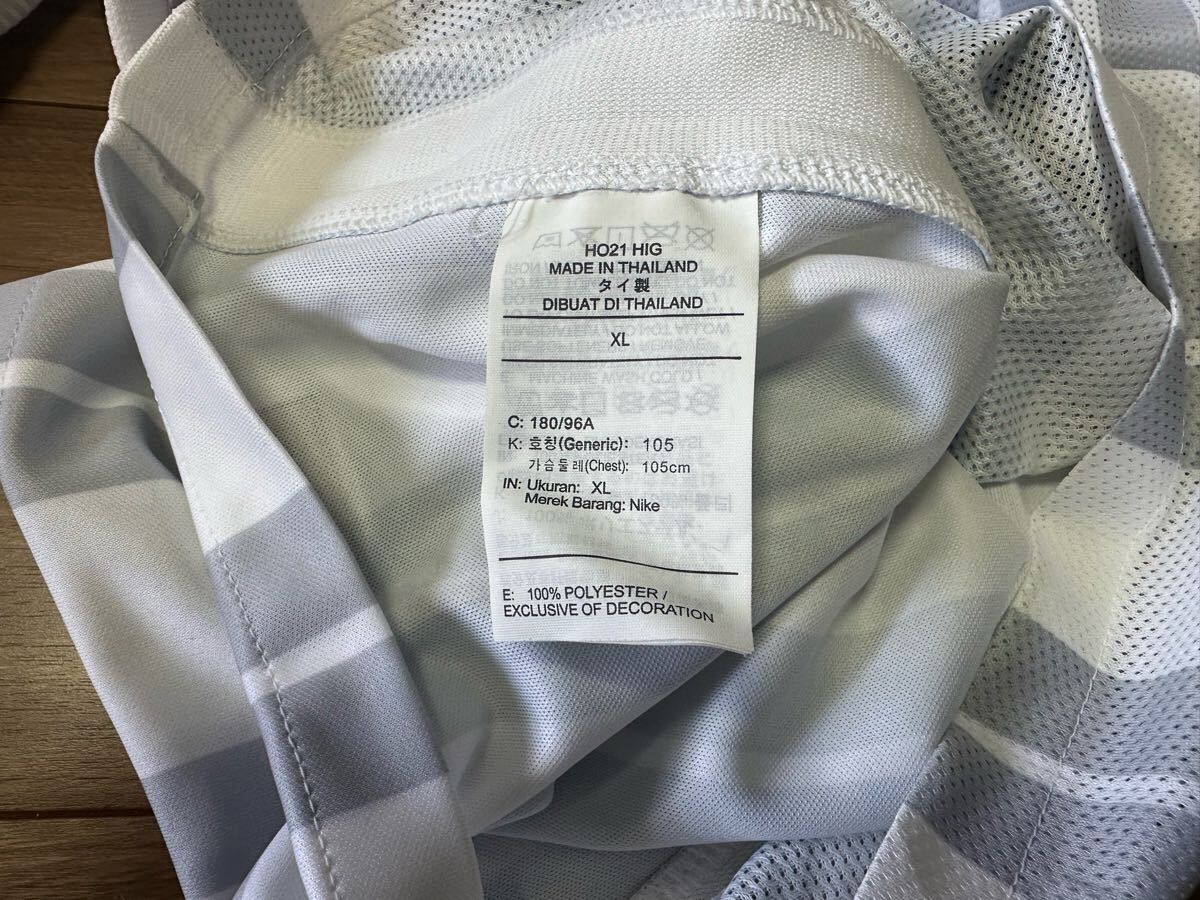 HO21 HIG
MADE IN THAILAND
タイ製
DIBUAT DI THAILAND
XL
C: 180/96A
K: 호칭(Generic): 105
가슴둘레(Chest): 105cm
IN: Ukuran: XL
Merek Barang: Nike
E: 100% POLYESTER /
EXCLUSIVE OF DECORATION